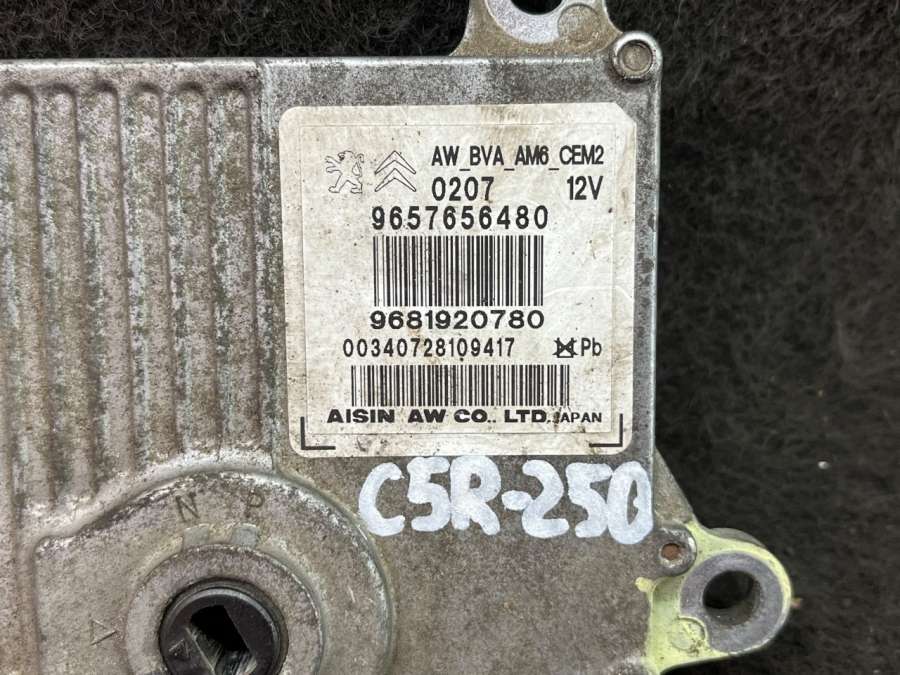 AW_BVA_AM6_CEM2
0207 12V
9657656480
9681920780
00340728109417 Pb
AISIN AW CO., LTD. JAPAN
C5R-250
N D